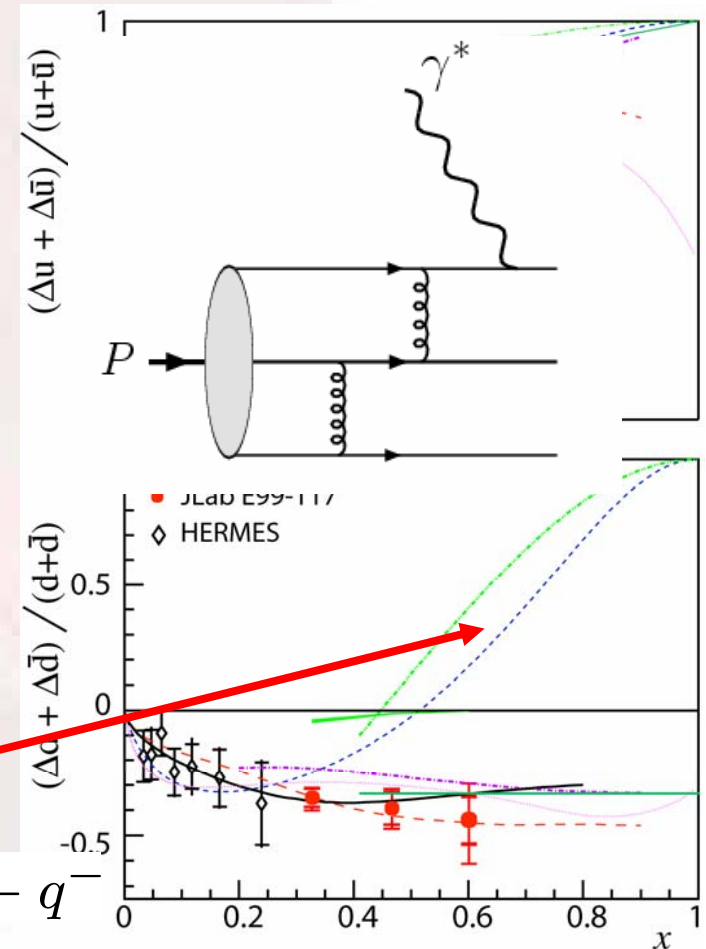 1
(Δu + Δū) / (u+ū)
γ*
P
JLab E99-117
HERMES
(Δd + Δd̄) / (d+d̄)
0.5
0
-0.5
– q⁻
0 0.2 0.4 0.6 0.8 1
x